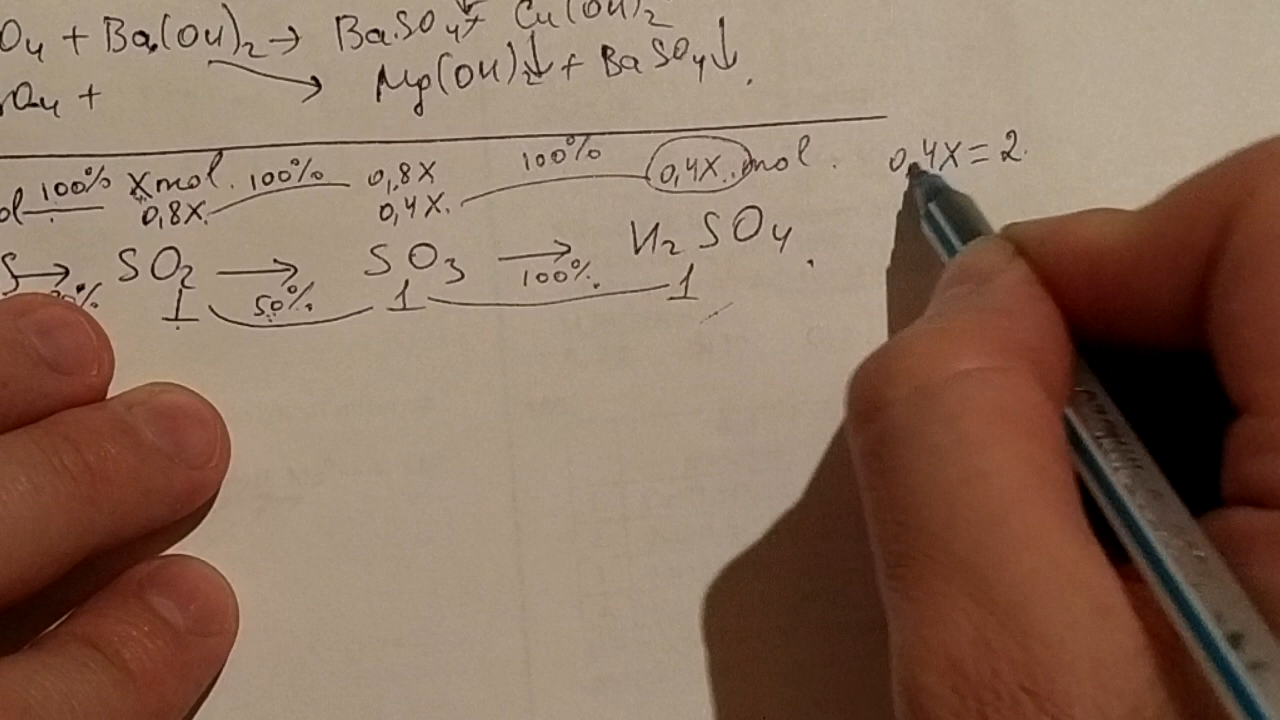 O₄ + Ba(OH)₂ → BaSO₄↓ + Cu(OH)₂
O₄ + → Mg(OH)₂↓ + BaSO₄↓.
ol 100% x mol. 100% 0,8x 100% 0,4x mol. 0,4x = 2.
0,8x. 0,4x.
S → SO₂ → SO₃ → H₂SO₄.
% 1 50% 1 100%. 1